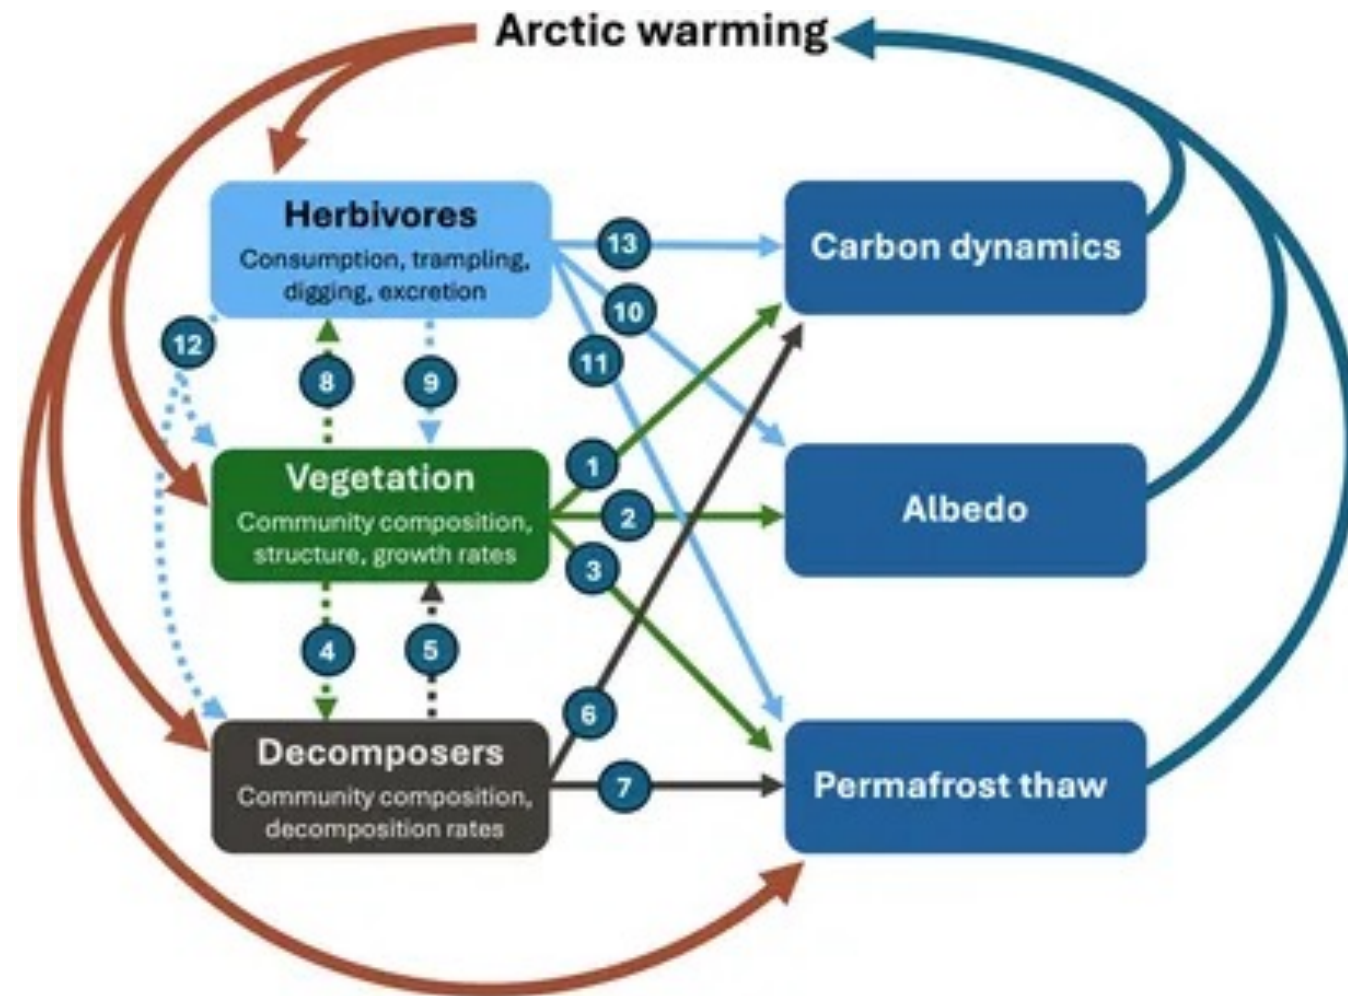 Arctic warming
Herbivores
Consumption, trampling,
digging, excretion
13
Carbon dynamics
10
11
12
8
9
Vegetation
Community composition,
structure, growth rates
1
2
3
Albedo
4
5
Decomposers
Community composition,
decomposition rates
6
7
Permafrost thaw